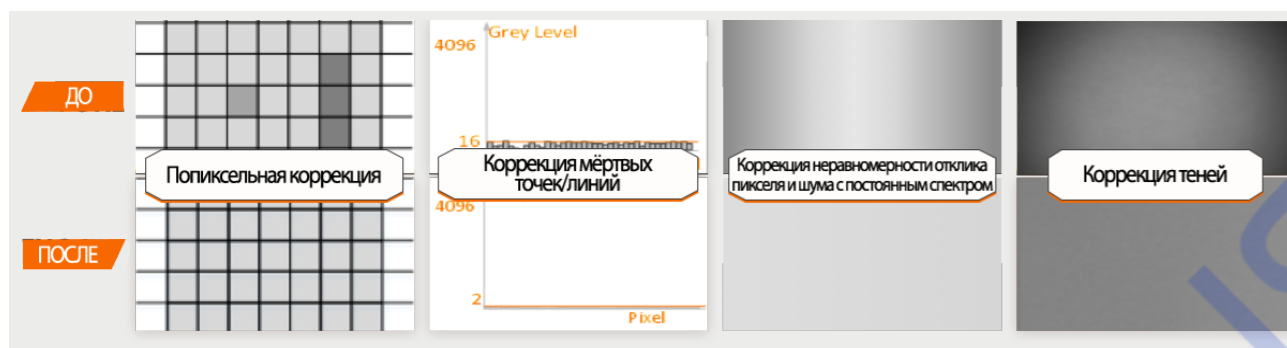 ДО
ПОСЛЕ
Попиксельная коррекция
Grey Level
4096
16
Коррекция мёртвых
точек/линий
4096
2
Pixel
Коррекция неравномерности отклика
пикселя и шума с постоянным спектром
Коррекция теней